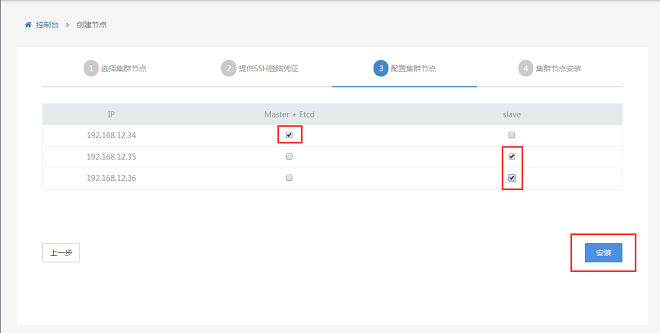 控制台 > 创建节点
1 选择集群节点 2 提供SSH登陆凭证 3 配置集群节点 4 集群节点安装
IP Master + Etcd slave
192.168.12.34
192.168.12.35
192.168.12.36
上一步 安装